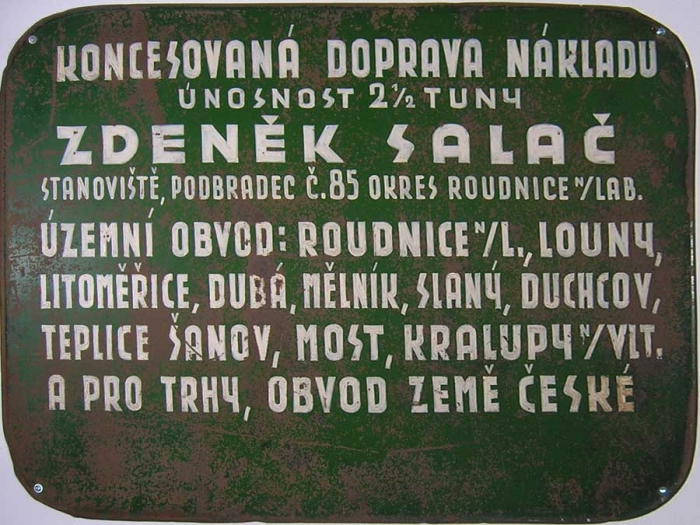 KONCESOVANÁ DOPRAVA NÁKLADU
ÚNOSNOST 2½ TUNY
ZDENĚK SALAČ
STANOVIŠTĚ, PODBRADEC Č.85 OKRES ROUDNICE N/LAB.
ÚZEMNÍ OBVOD: ROUDNICE N/L., LOUNY,
LITOMĚŘICE, DUBÁ, MĚLNÍK, SLANÝ, DUCHCOV,
TEPLICE ŠANOV, MOST, KRALUPY N/VLT.
A PRO TRHY, OBVOD ZEMĚ ČESKÉ